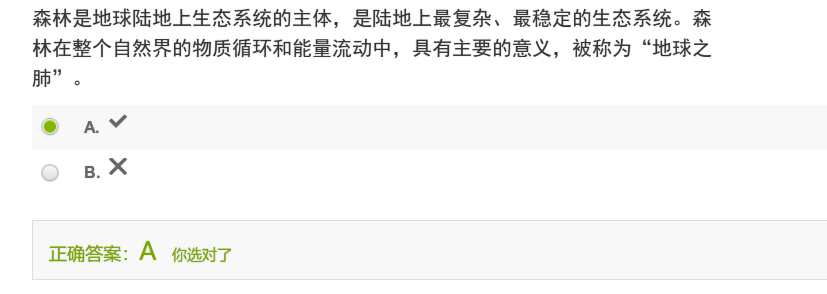 森林是地球陆地上生态系统的主体，是陆地上最复杂、最稳定的生态系统。森
林在整个自然界的物质循环和能量流动中，具有主要的意义，被称为“地球之
肺”。
A. ✔
B. ✕
正确答案：A 你选对了